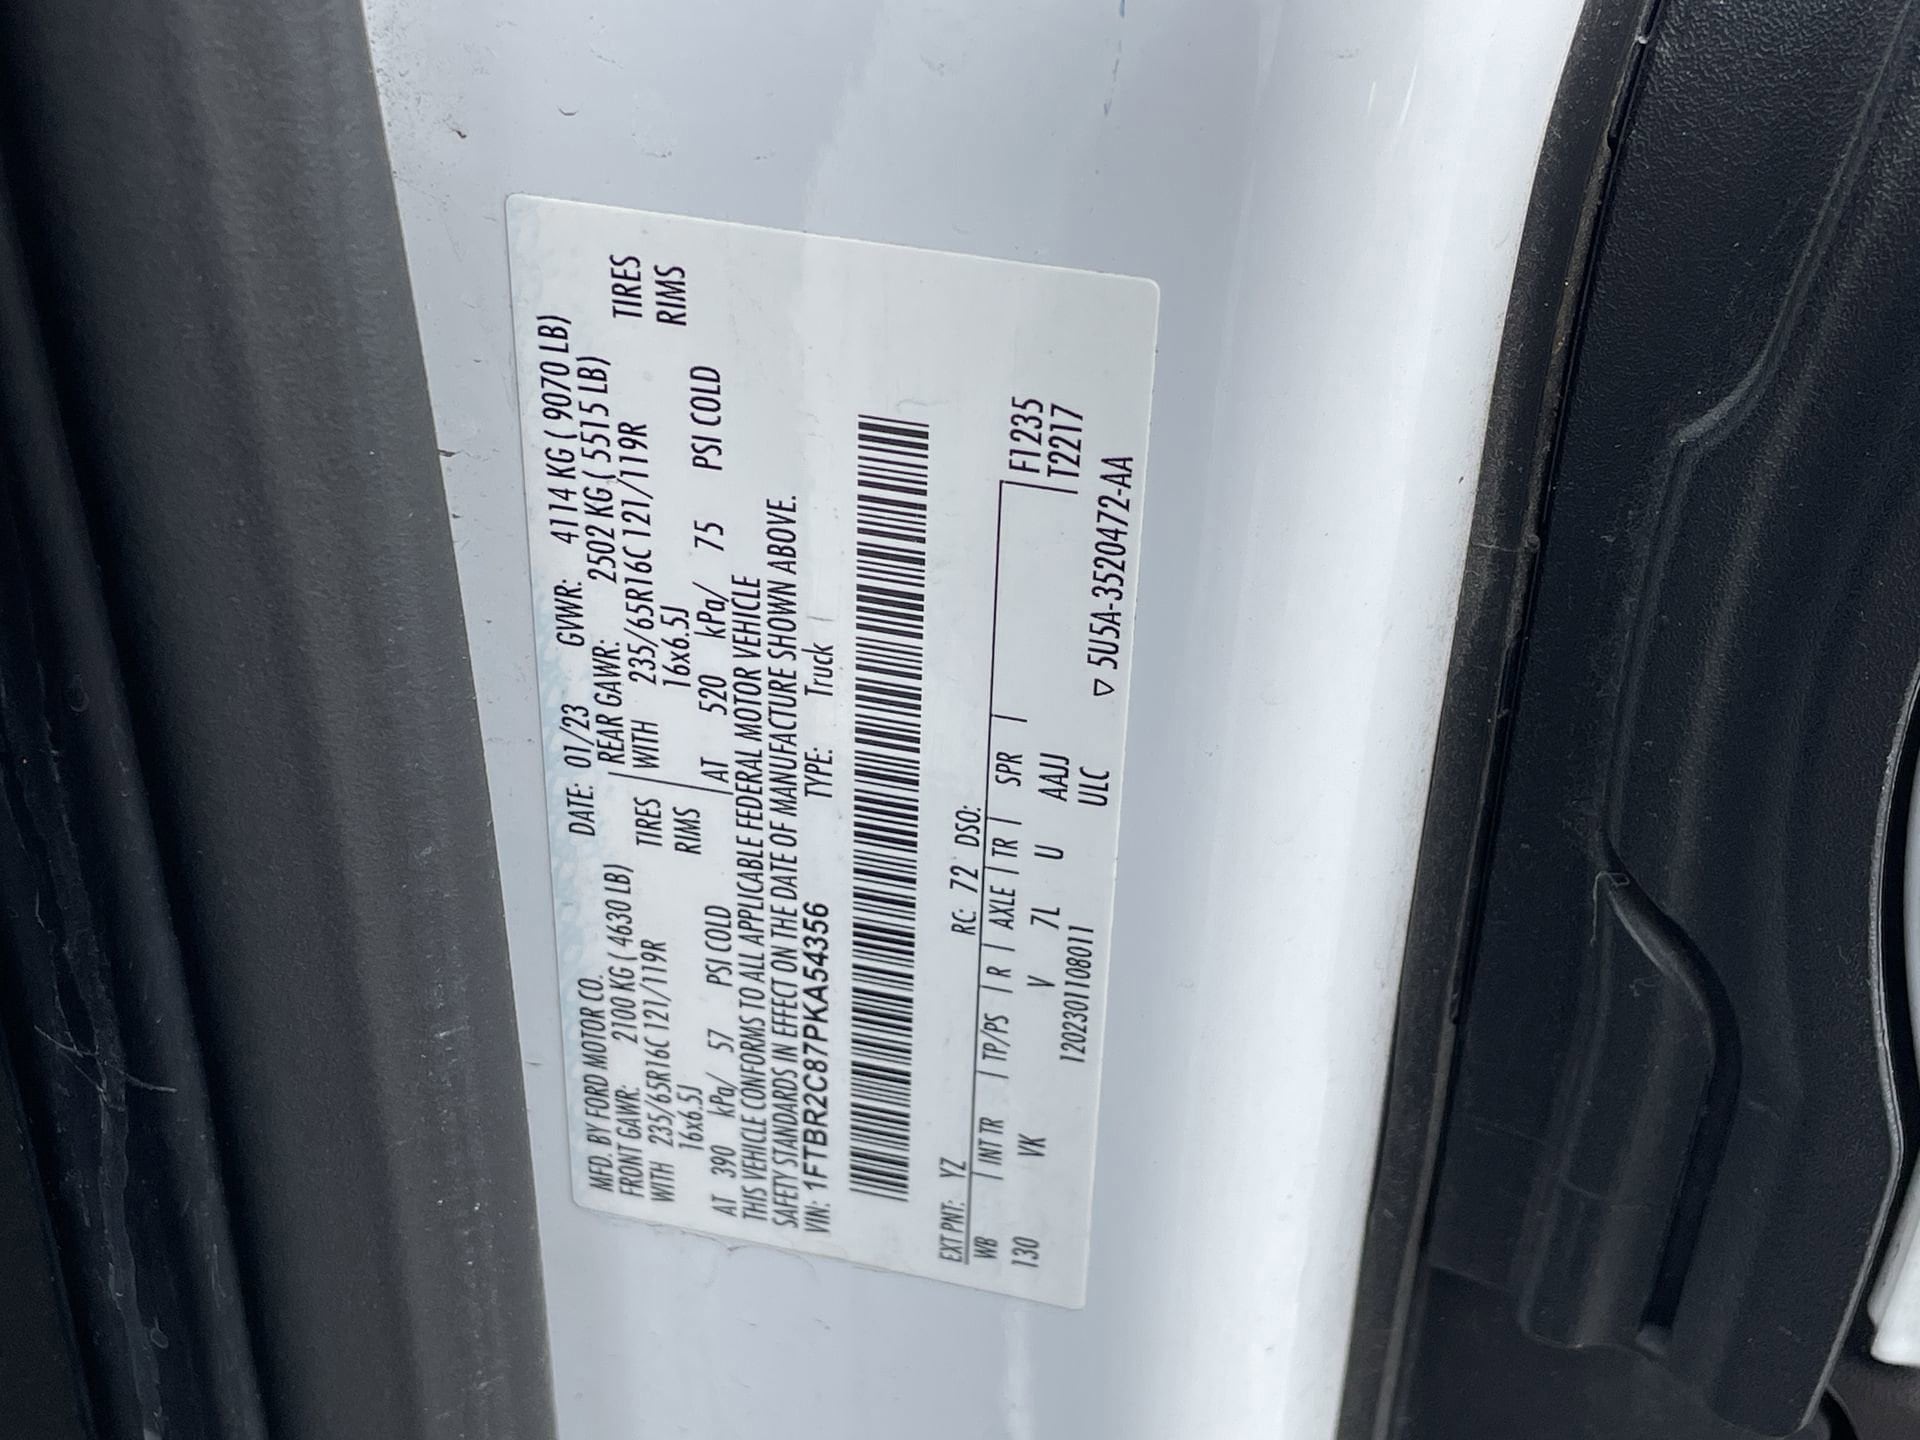 MFD. BY FORD MOTOR CO. DATE: 01/23 GVWR: 4114 KG ( 9070 LB)
FRONT GAWR: 2100 KG ( 4630 LB) REAR GAWR: 2502 KG ( 5515 LB)
WITH 235/65R16C 121/119R TIRES WITH 235/65R16C 121/119R TIRES
16x6.5J RIMS 16x6.5J RIMS
AT 390 kPa/ 57 PSI COLD AT 520 kPa/ 75 PSI COLD
THIS VEHICLE CONFORMS TO ALL APPLICABLE FEDERAL MOTOR VEHICLE
SAFETY STANDARDS IN EFFECT ON THE DATE OF MANUFACTURE SHOWN ABOVE.
VIN: 1FTBR2C87PKA54356 TYPE: Truck
EXT PNT: YZ RC: 72 DSO:
WB | INT TR | TP/PS | R | AXLE | TR | SPR | F1235
130 VK V 7L U AAJJ T2217
1202301108011 ULC ▽ 5U5A-3520472-AA